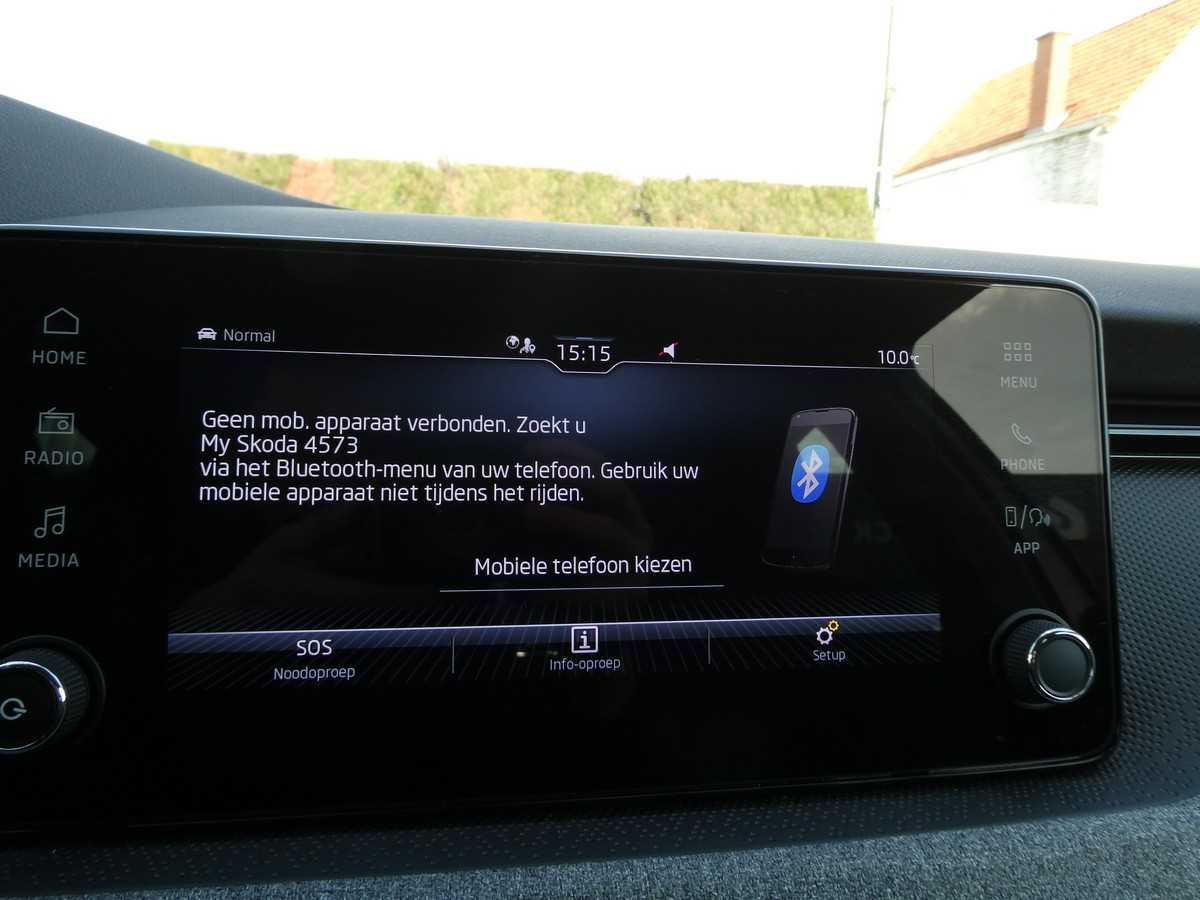 Normal
15:15
10.0°C
HOME
RADIO
MEDIA
Geen mob. apparaat verbonden. Zoekt u
My Skoda 4573
via het Bluetooth-menu van uw telefoon. Gebruik uw
mobiele apparaat niet tijdens het rijden.
Mobiele telefoon kiezen
SOS
Noodoproep
i
Info-oproep
Setup
MENU
PHONE
APP